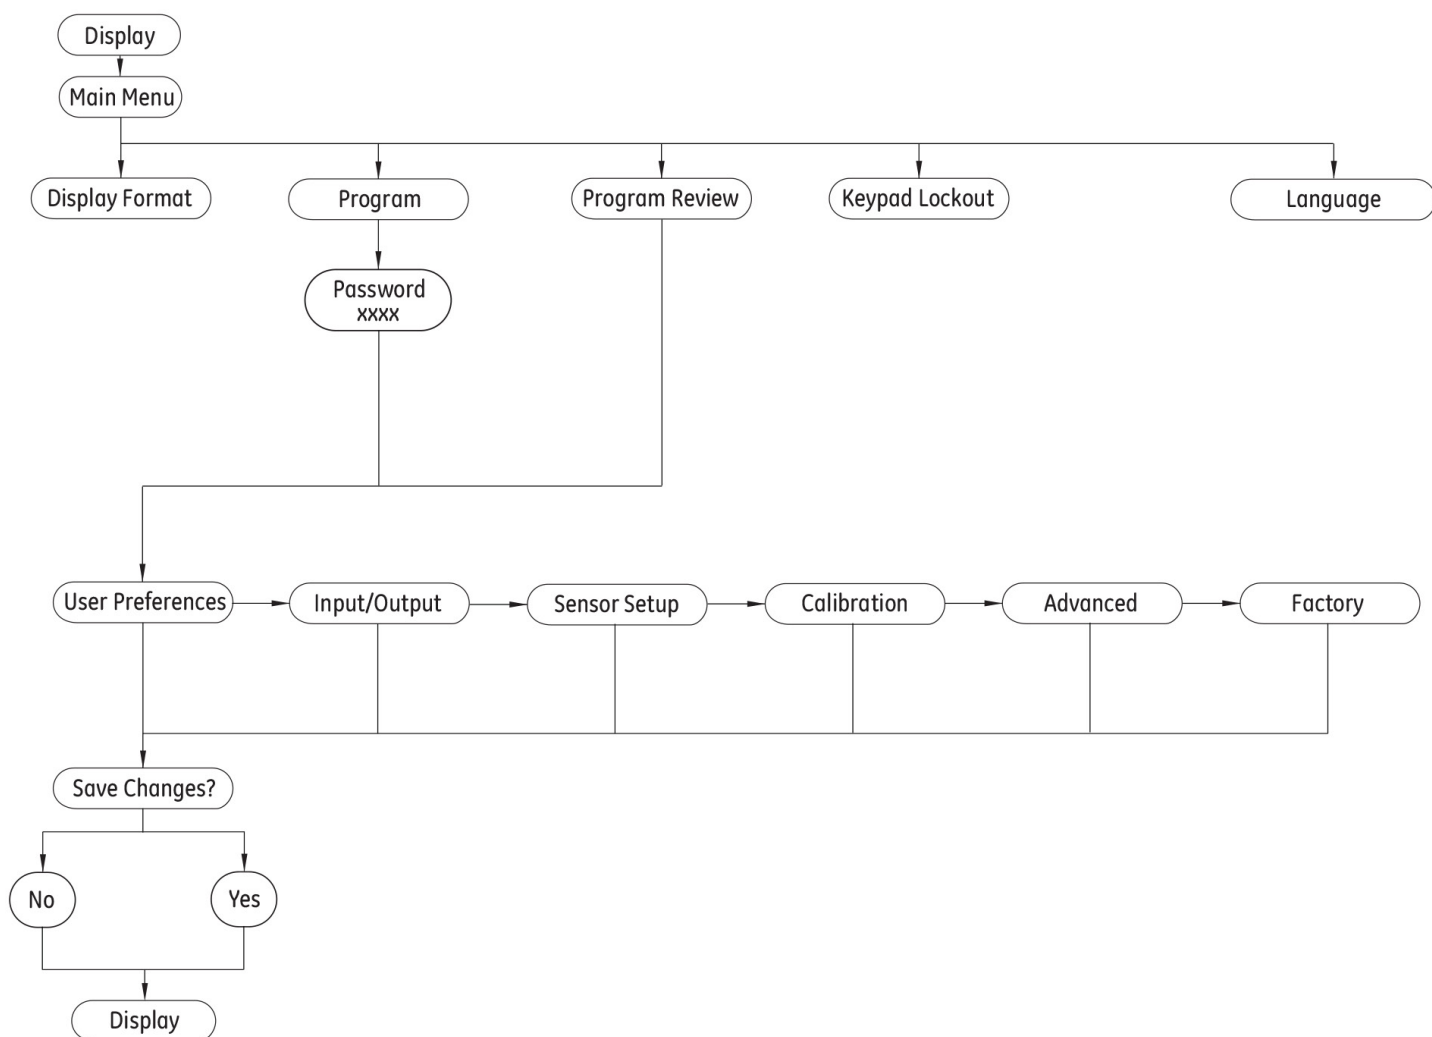 Display
Main Menu
Display Format
Program
Program Review
Keypad Lockout
Language
Password
xxxx
User Preferences
Input/Output
Sensor Setup
Calibration
Advanced
Factory
Save Changes?
No
Yes
Display